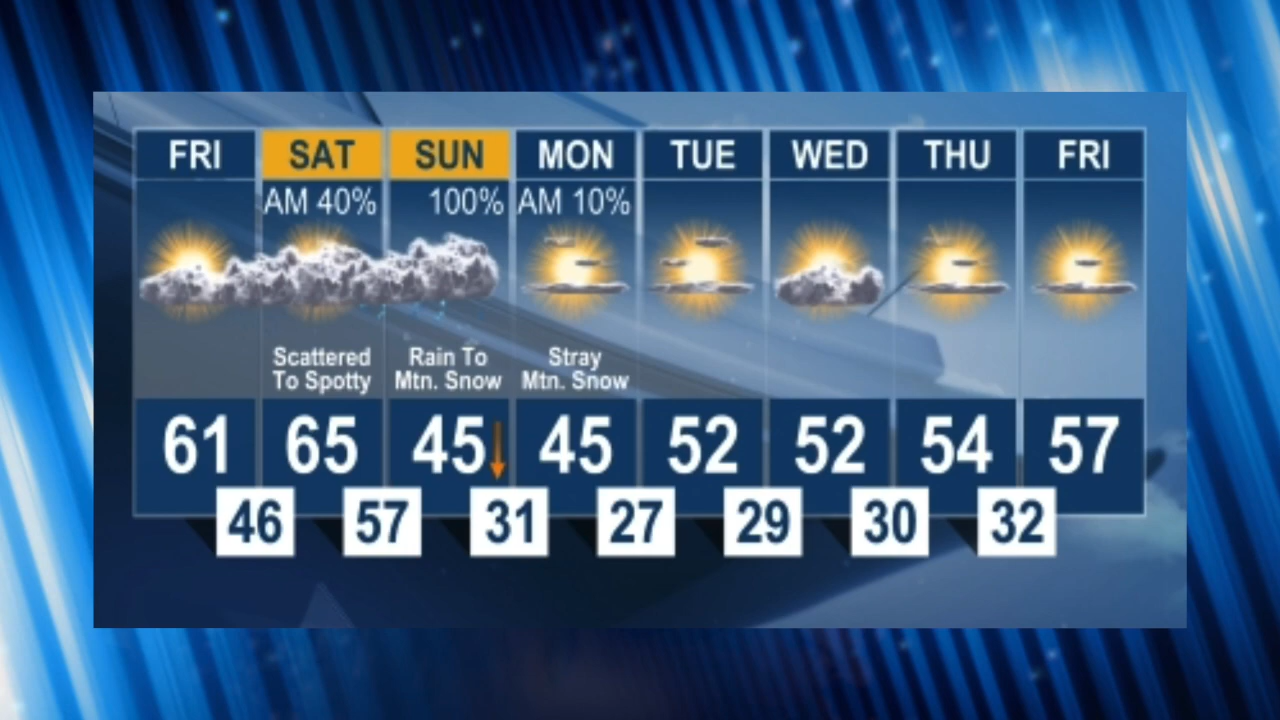 FRI SAT SUN MON TUE WED THU FRI
AM 40% 100% AM 10%
Scattered Rain To Stray
To Spotty Mtn. Snow Mtn. Snow
61 65 45 45 52 52 54 57
46 57 31 27 29 30 32